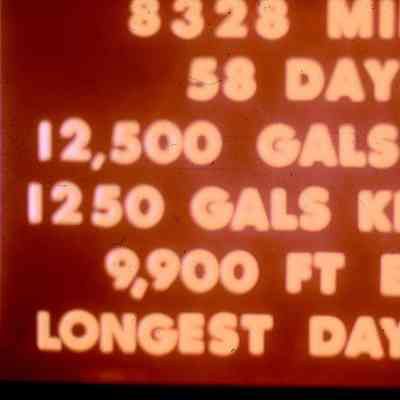 8328 MI
58 DAY
12,500 GALS
1250 GALS K
9,900 FT E
LONGEST DAY